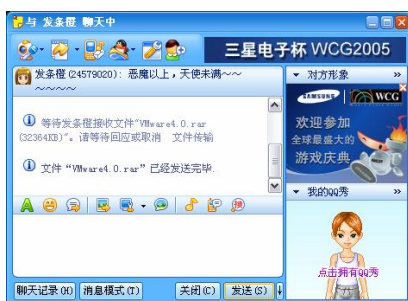 与 发条橙 聊天中
三星电子杯 WCG2005
发条橙(24579020): 恶魔以上，天使未满~~
~~~~
等待发条橙接收文件“VMware4.0.rar
(32364KB)”。请等待回应或取消 文件传输
文件“VMware4.0.rar”已经发送完毕.
聊天记录(H)
消息模式(T)
关闭(C)
发送(S)
对方形象
SAMSUNG
WCG
欢迎参加
全球最盛大的
游戏庆典
我的QQ秀
点击拥有QQ秀